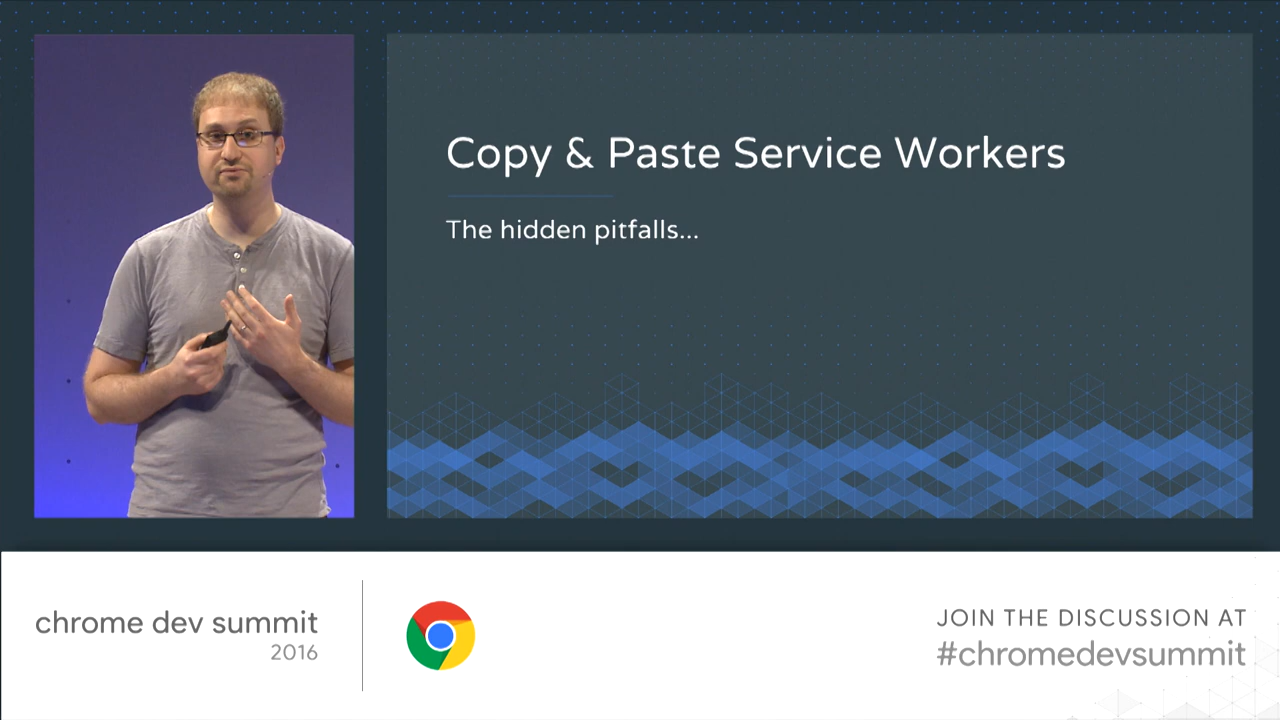 Copy & Paste Service Workers
The hidden pitfalls...
chrome dev summit
2016
JOIN THE DISCUSSION AT
#chromedevsummit